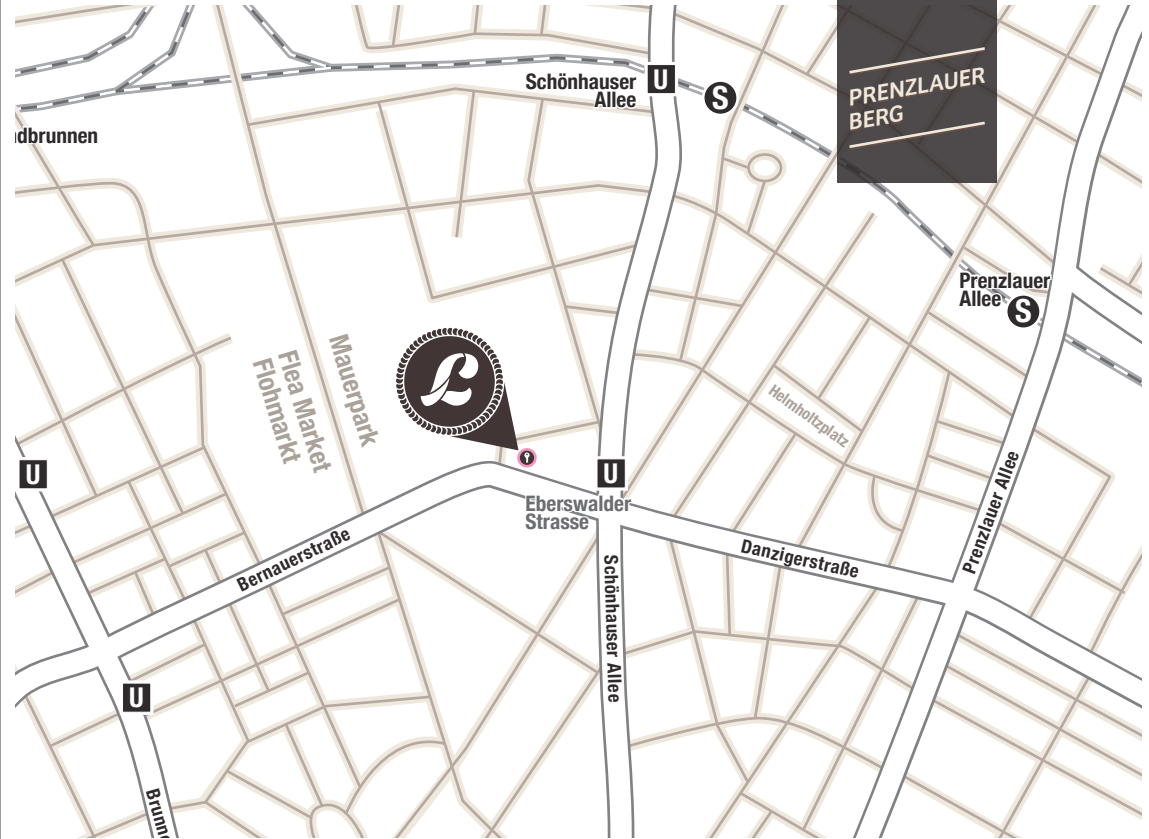 Schönhauser
Allee
U
S
PRENZLAUER
BERG
dbrunnen
Prenzlauer
Allee
S
Mauerpark
Flea Market
Flohmarkt
L
Helmholtzplatz
U
U
Eberswalder
Strasse
Bernauerstraße
Danzigerstraße
Prenzlauer Allee
Schönhauser Allee
U
Brunne